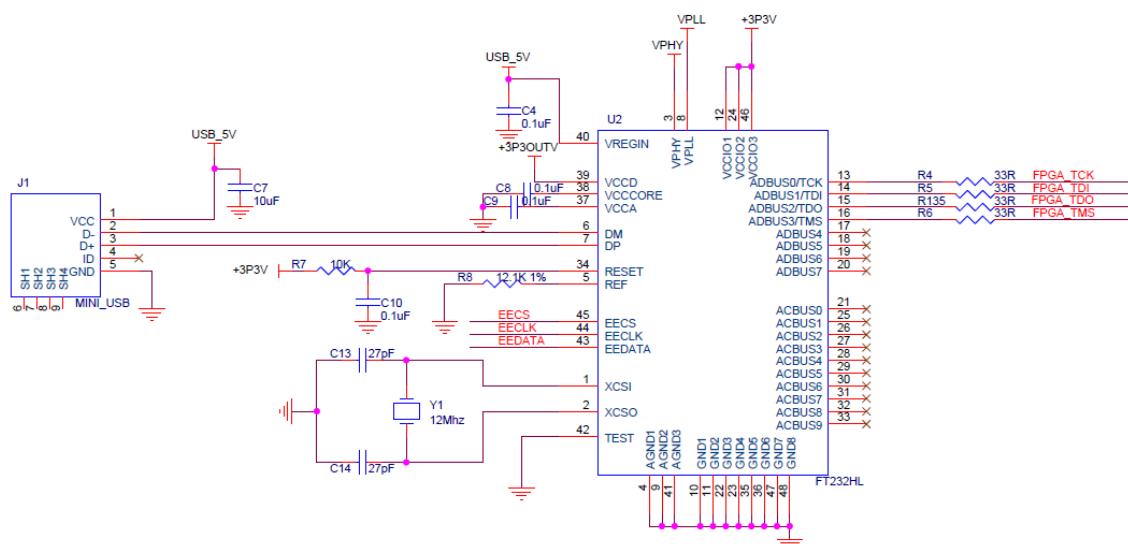 VPLL
+3P3V
VPHY
USB_5V
C4
0.1uF
U2
12
24
46
3
8
40
VREGIN
VPHY
VPLL
VCCIO1
VCCIO2
VCCIO3
USB_5V
+3P3OUTV
J1
C7
10uF
39
VCCD
38
VCCCORE
37
VCCA
C8
0.1uF
C9
0.1uF
13
ADBUS0/TCK
R4
33R
FPGA_TCK
14
ADBUS1/TDI
R5
33R
FPGA_TDI
15
ADBUS2/TDO
R135
33R
FPGA_TDO
16
ADBUS3/TMS
R6
33R
FPGA_TMS
17
ADBUS4
18
ADBUS5
19
ADBUS6
20
ADBUS7
VCC
1
D-
2
D+
3
ID
4
GND
5
SH1
SH2
SH3
SH4
6
7
8
9
MINI_USB
6
DM
7
DP
+3P3V
R7
10K
34
RESET
R8
12.1K 1%
5
REF
C10
0.1uF
EECS
45
EECS
EECLK
44
EECLK
EEDATA
43
EEDATA
21
ACBUS0
25
ACBUS1
26
ACBUS2
27
ACBUS3
28
ACBUS4
29
ACBUS5
30
ACBUS6
31
ACBUS7
32
ACBUS8
33
ACBUS9
C13
27pF
1
XCSI
Y1
12Mhz
2
XCSO
42
TEST
C14
27pF
AGND1
AGND2
AGND3
GND1
GND2
GND3
GND4
GND5
GND6
GND7
GND8
FT232HL
4
9
41
10
11
22
23
35
36
47
48